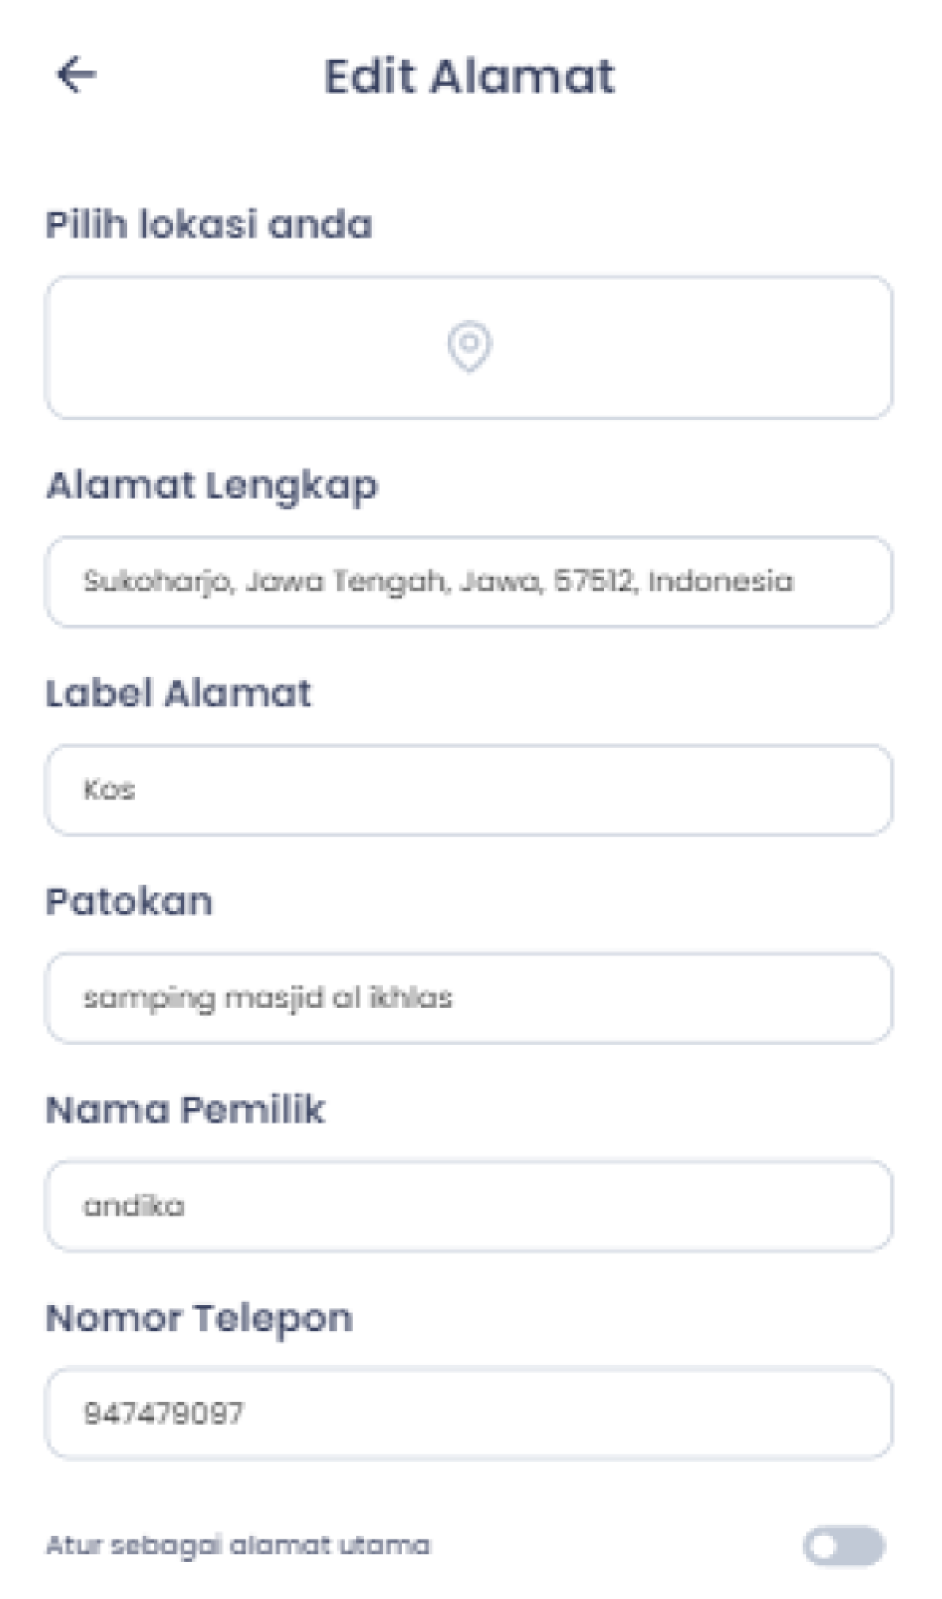 Edit Alamat
Pilih lokasi anda
Alamat Lengkap
Sukoharjo, Jawa Tengah, Jawa, 57512, Indonesia
Label Alamat
Kos
Patokan
samping masjid al ikhlas
Nama Pemilik
andika
Nomor Telepon
947479097
Atur sebagai alamat utama